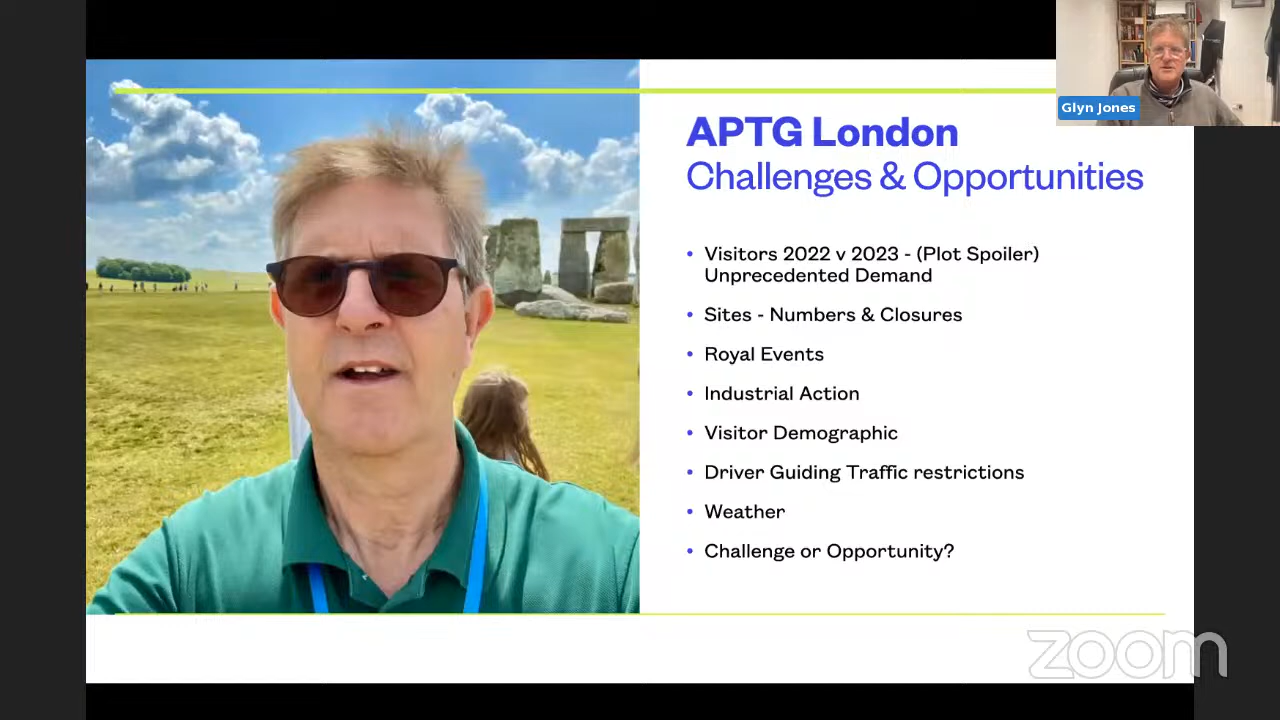 Glyn Jones
APTG London
Challenges & Opportunities
• Visitors 2022 v 2023 - (Plot Spoiler)
Unprecedented Demand
• Sites - Numbers & Closures
• Royal Events
• Industrial Action
• Visitor Demographic
• Driver Guiding Traffic restrictions
• Weather
• Challenge or Opportunity?
zoom